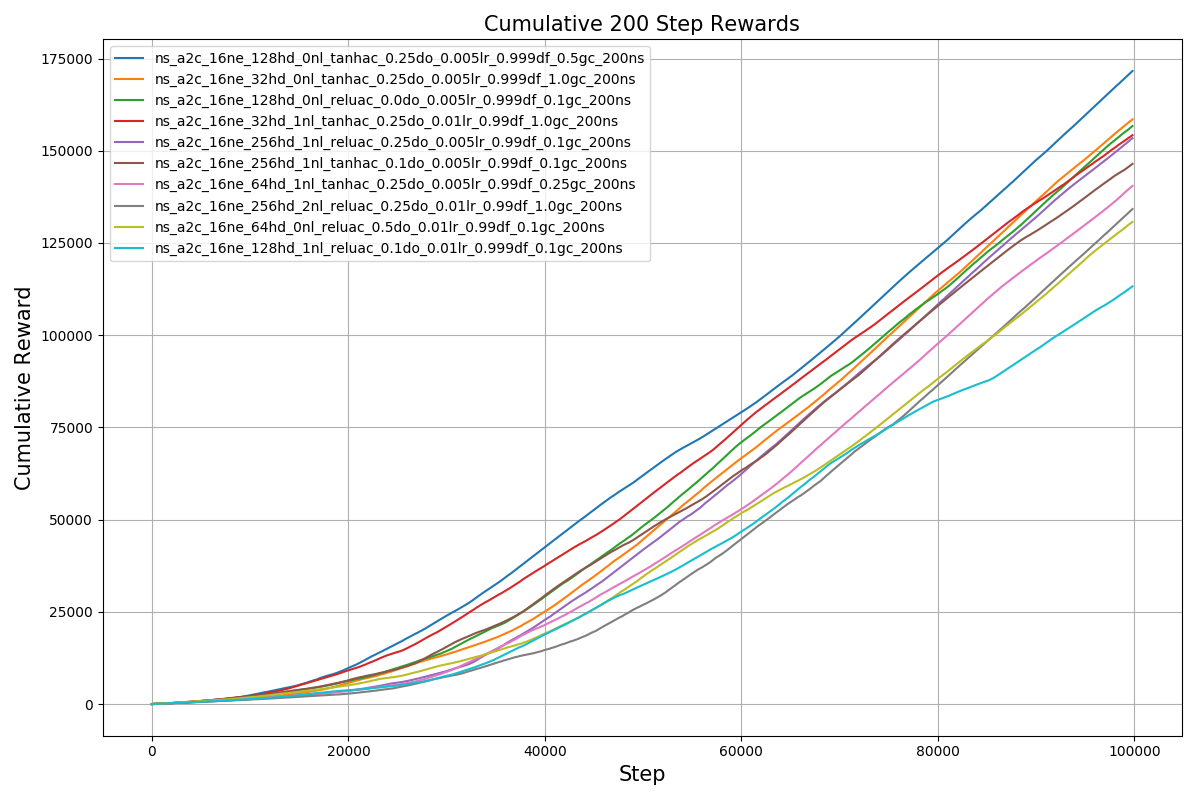 Cumulative 200 Step Rewards
ns_a2c_16ne_128hd_0nl_tanhac_0.25do_0.005lr_0.999df_0.5gc_200ns
ns_a2c_16ne_32hd_0nl_tanhac_0.25do_0.005lr_0.999df_1.0gc_200ns
ns_a2c_16ne_128hd_0nl_reluac_0.0do_0.005lr_0.999df_0.1gc_200ns
ns_a2c_16ne_32hd_1nl_tanhac_0.25do_0.01lr_0.99df_1.0gc_200ns
ns_a2c_16ne_256hd_1nl_reluac_0.25do_0.005lr_0.99df_0.1gc_200ns
ns_a2c_16ne_256hd_1nl_tanhac_0.1do_0.005lr_0.99df_0.1gc_200ns
ns_a2c_16ne_64hd_1nl_tanhac_0.25do_0.005lr_0.99df_0.25gc_200ns
ns_a2c_16ne_256hd_2nl_reluac_0.25do_0.01lr_0.99df_1.0gc_200ns
ns_a2c_16ne_64hd_0nl_reluac_0.5do_0.01lr_0.99df_0.1gc_200ns
ns_a2c_16ne_128hd_1nl_reluac_0.1do_0.01lr_0.999df_0.1gc_200ns
Cumulative Reward
175000
150000
125000
100000
75000
50000
25000
0
0 20000 40000 60000 80000 100000
Step